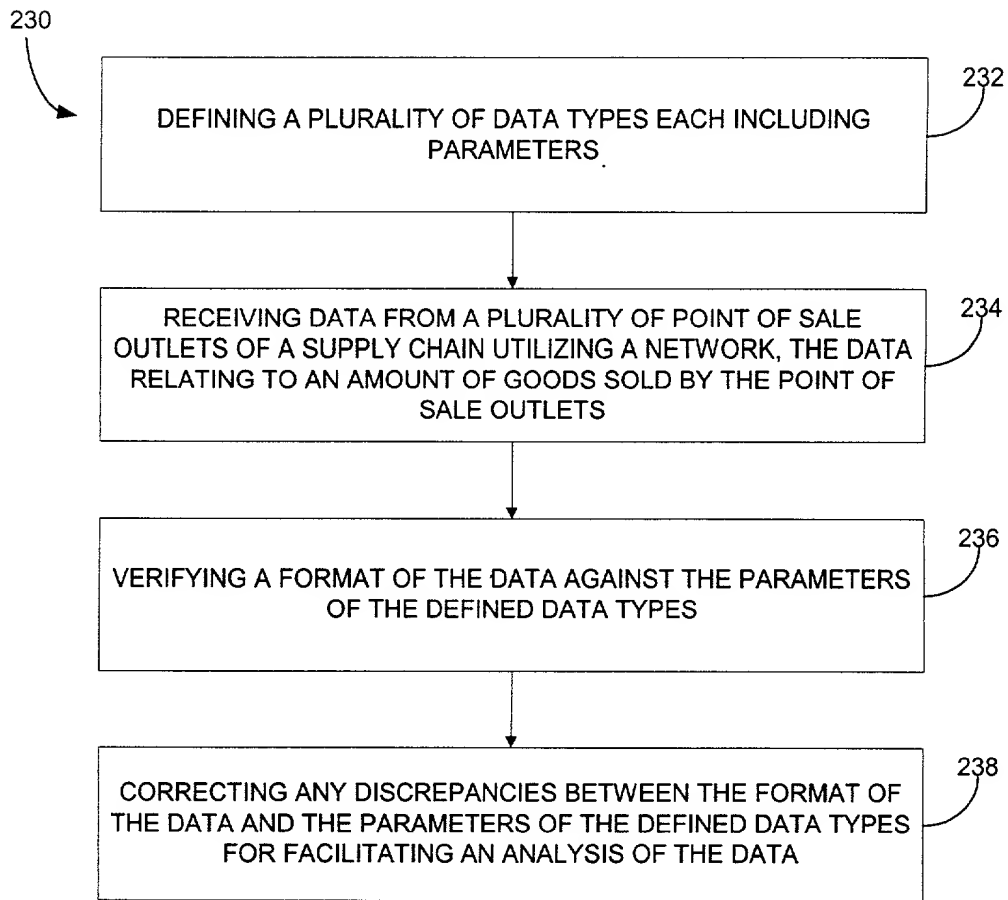 230
232
DEFINING A PLURALITY OF DATA TYPES EACH INCLUDING
PARAMETERS.
234
RECEIVING DATA FROM A PLURALITY OF POINT OF SALE
OUTLETS OF A SUPPLY CHAIN UTILIZING A NETWORK, THE DATA
RELATING TO AN AMOUNT OF GOODS SOLD BY THE POINT OF
SALE OUTLETS
236
VERIFYING A FORMAT OF THE DATA AGAINST THE PARAMETERS
OF THE DEFINED DATA TYPES
238
CORRECTING ANY DISCREPANCIES BETWEEN THE FORMAT OF
THE DATA AND THE PARAMETERS OF THE DEFINED DATA TYPES
FOR FACILITATING AN ANALYSIS OF THE DATA